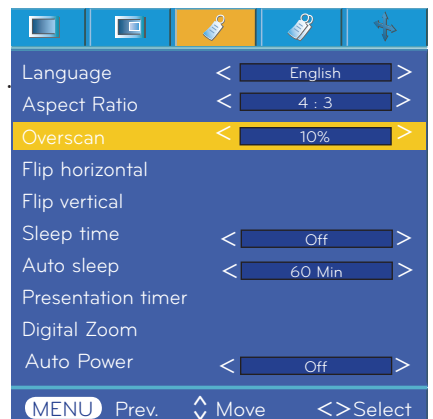 Language < English >
Aspect Ratio < 4 : 3 >
Overscan < 10% >
Flip horizontal
Flip vertical
Sleep time < Off >
Auto sleep < 60 Min >
Presentation timer
Digital Zoom
Auto Power < Off >
MENU Prev. Move <>Select